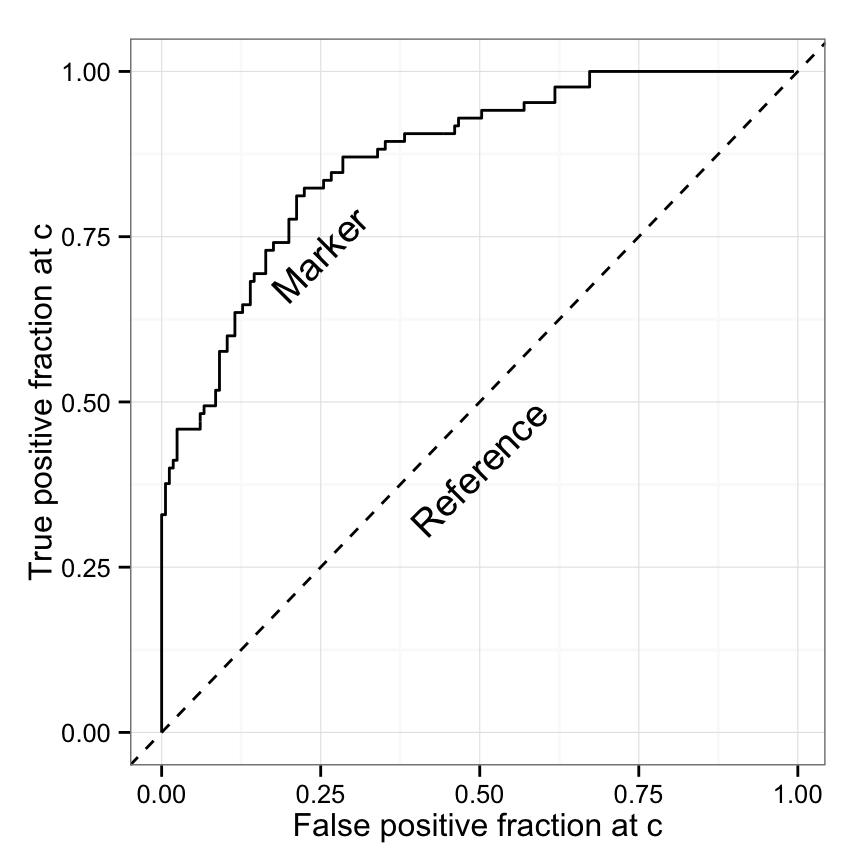 True positive fraction at c
1.00
0.75
0.50
0.25
0.00
Marker
Reference
0.00 0.25 0.50 0.75 1.00
False positive fraction at c